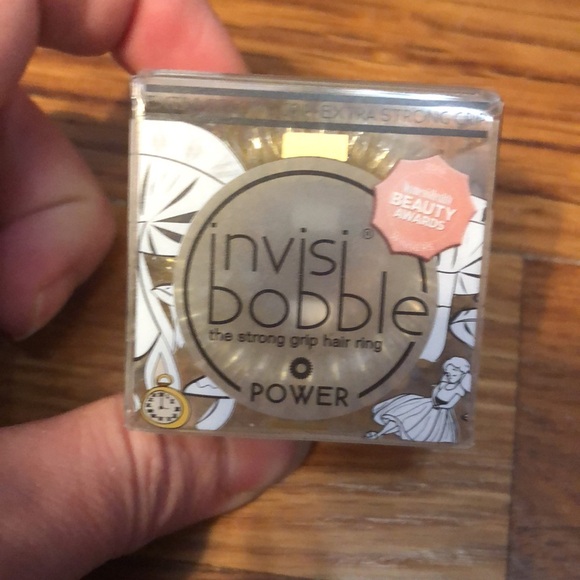 EXTRA STRONG GRIP
BEAUTY
AWARDS
invisi®
bobble
the strong grip hair ring
POWER